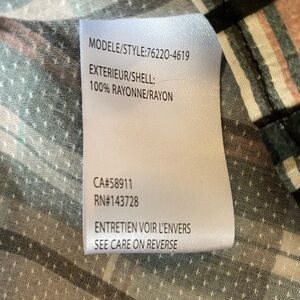 MODELE/STYLE:76220-4619
EXTERIEUR/SHELL:
100% RAYONNE/RAYON
CA#58911
RN#143728
ENTRETIEN VOIR L'ENVERS
SEE CARE ON REVERSE